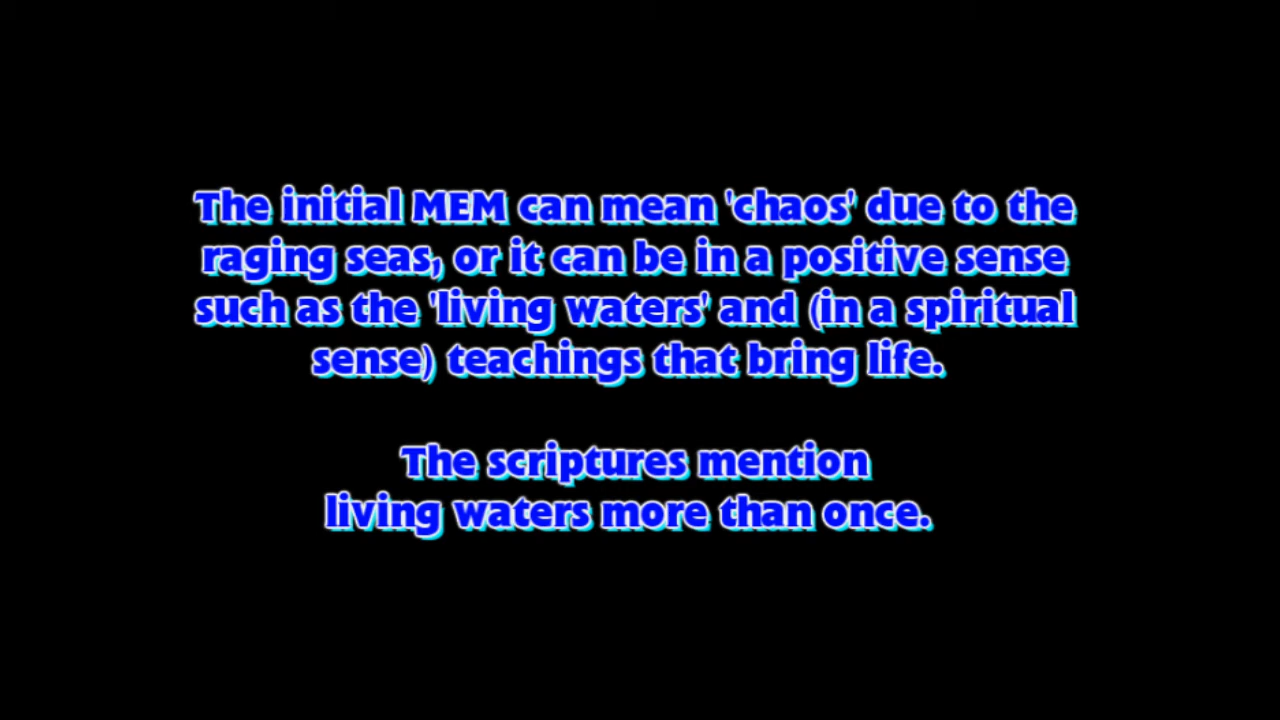 The initial MEM can mean 'chaos' due to the
raging seas, or it can be in a positive sense
such as the 'living waters' and (in a spiritual
sense) teachings that bring life.
The scriptures mention
living waters more than once.